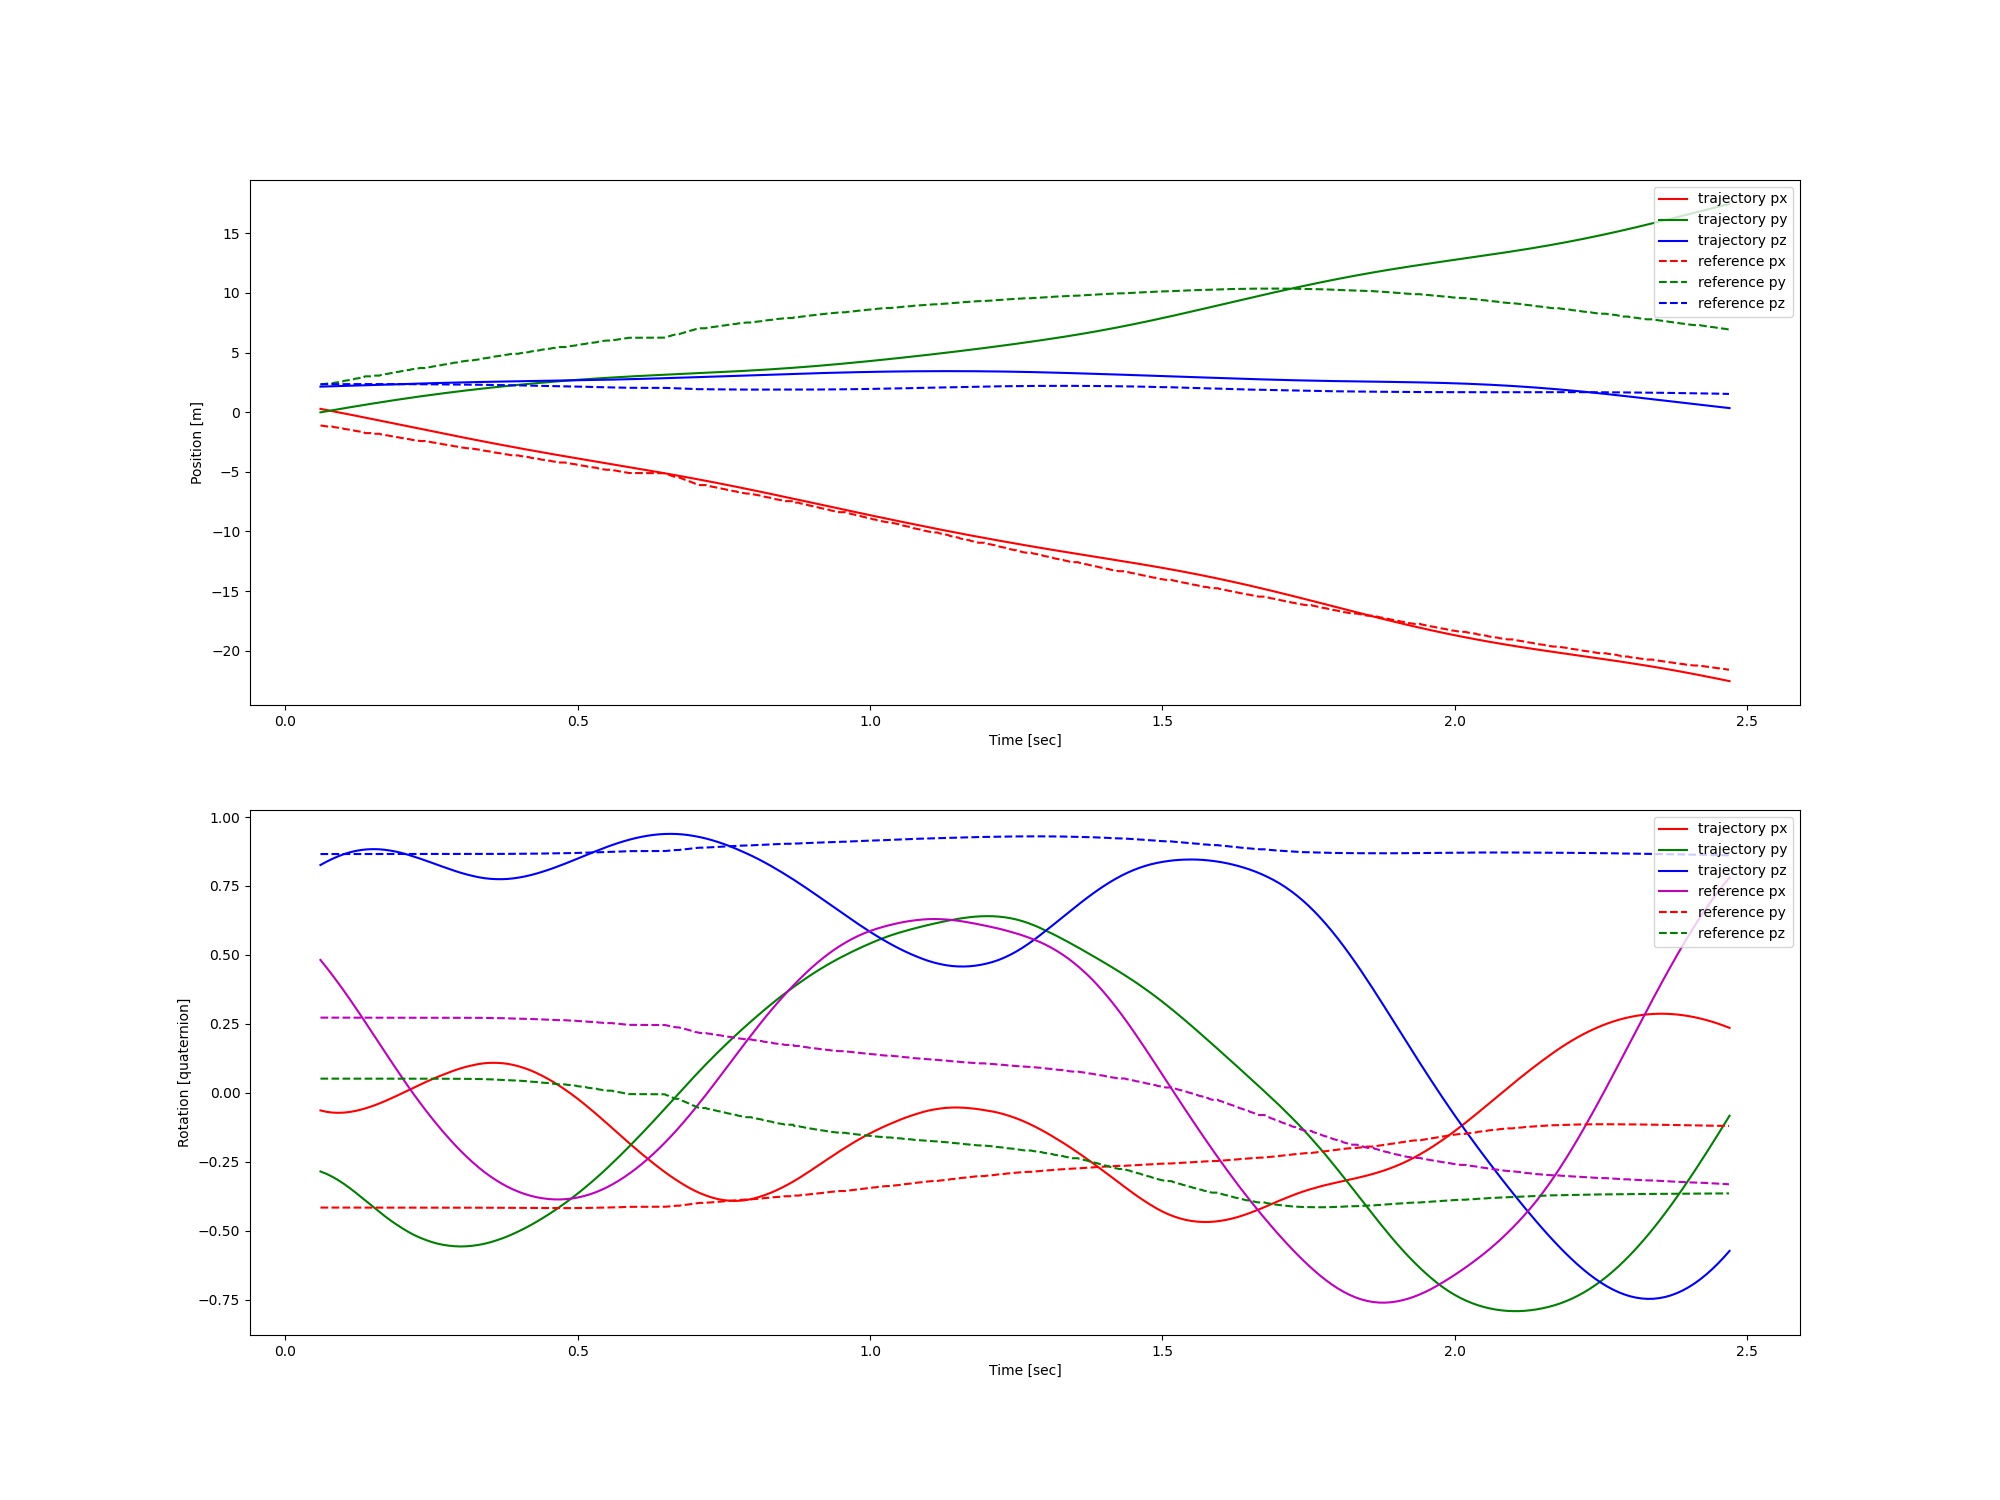 15
10
5
0
−5
−10
−15
−20
Position [m]
0.0 0.5 1.0 1.5 2.0 2.5
Time [sec]
trajectory px
trajectory py
trajectory pz
reference px
reference py
reference pz
1.00
0.75
0.50
0.25
0.00
−0.25
−0.50
−0.75
Rotation [quaternion]
0.0 0.5 1.0 1.5 2.0 2.5
Time [sec]
trajectory px
trajectory py
trajectory pz
reference px
reference py
reference pz